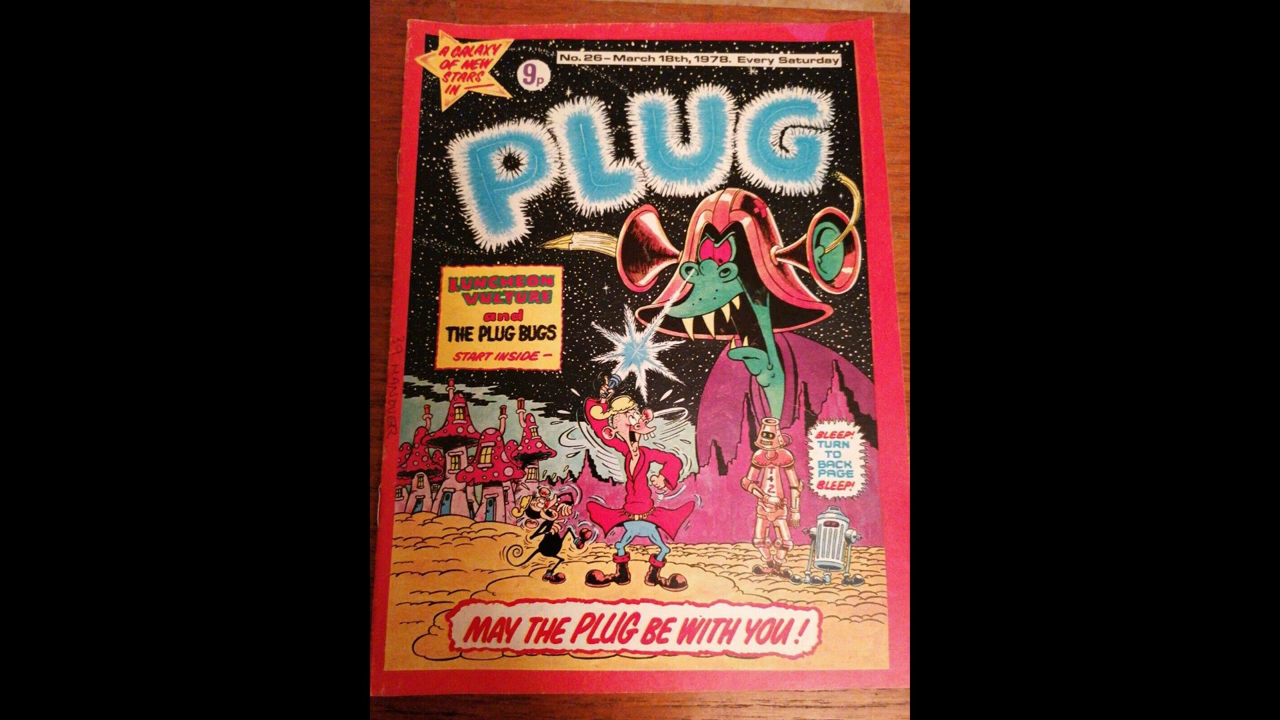 A GALAXY
OF NEW
STARS
IN —
9p
No. 26 – March 18th, 1978. Every Saturday
PLUG
LUNCHEON
VULTURE
and
THE PLUG BUGS
START INSIDE —
BLEEP!
TURN
TO
BACK
PAGE
BLEEP!
MAY THE PLUG BE WITH YOU!